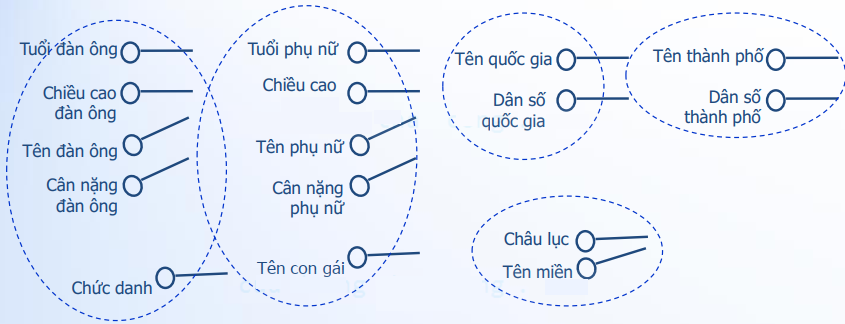 Tuổi đàn ông
Chiều cao
đàn ông
Tên đàn ông
Cân nặng
đàn ông
Chức danh
Tuổi phụ nữ
Chiều cao
Tên phụ nữ
Cân nặng
phụ nữ
Tên con gái
Tên quốc gia
Dân số
quốc gia
Tên thành phố
Dân số
thành phố
Châu lục
Tên miền